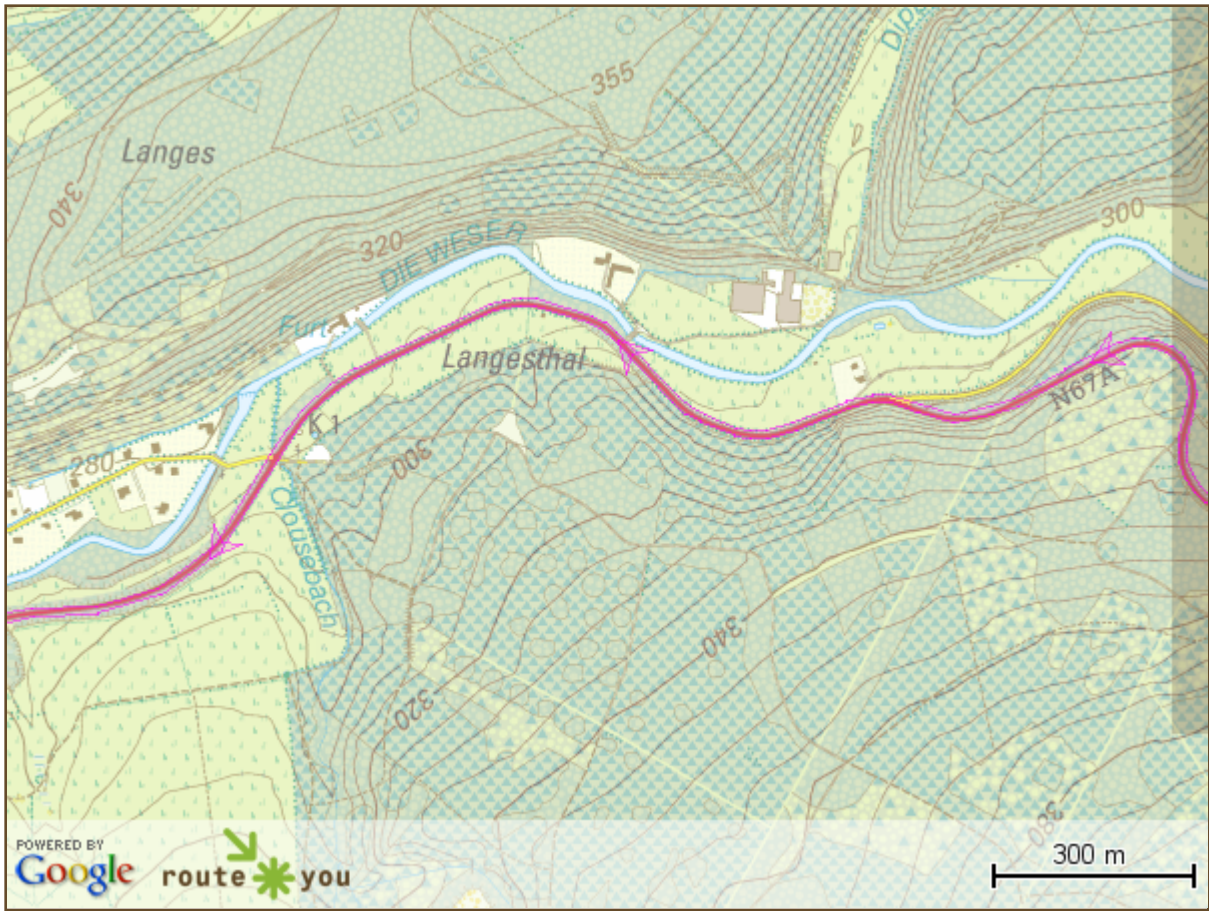 355
Langes
340
300
320
DIE WESER
Furt
Langesthal
N67A
K 1
300
280
Clousebach
340
320
380
POWERED BY
Google
route you
300 m